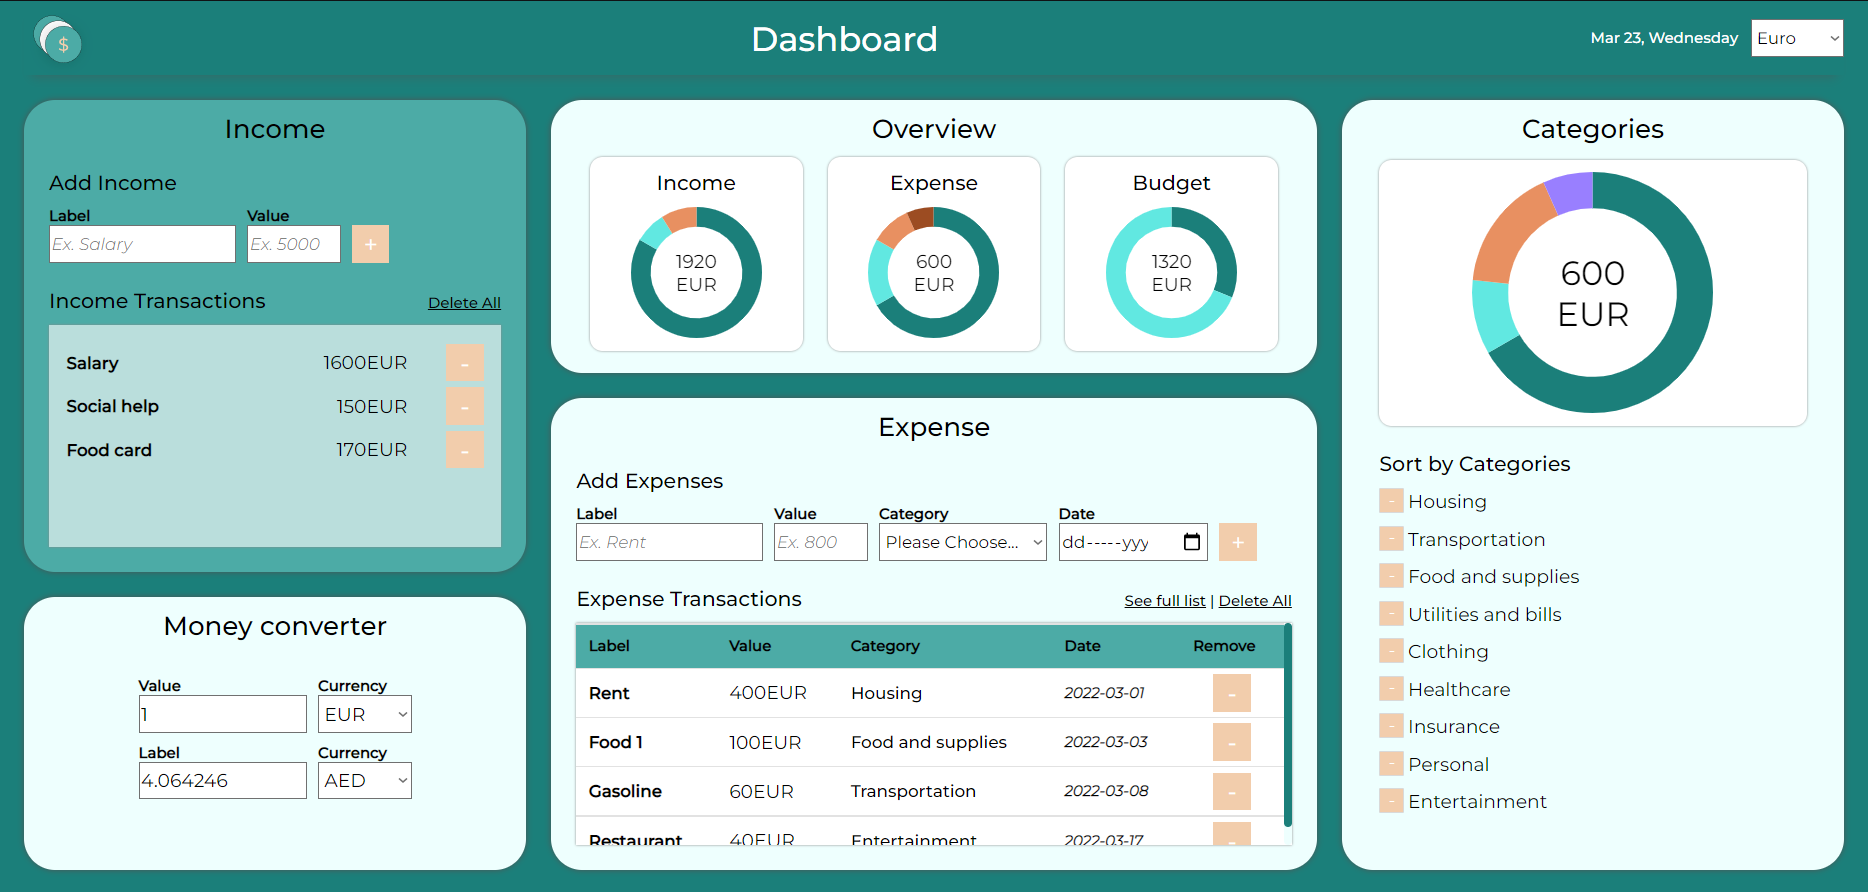 $
Dashboard
Mar 23, Wednesday
Euro
Income
Add Income
Label Value
Ex. Salary Ex. 5000 +
Income Transactions Delete All
Salary 1600EUR -
Social help 150EUR -
Food card 170EUR -
Money converter
Value Currency
1 EUR
Label Currency
4.064246 AED
Overview
Income Expense Budget
1920 600 1320
EUR EUR EUR
Expense
Add Expenses
Label Value Category Date
Ex. Rent Ex. 800 Please Choose... dd-----yyy +
Expense Transactions See full list | Delete All
Label Value Category Date Remove
Rent 400EUR Housing 2022-03-01 -
Food 1 100EUR Food and supplies 2022-03-03 -
Gasoline 60EUR Transportation 2022-03-08 -
Restaurant 40EUR Entertainment 2022-03-17 -
Categories
600
EUR
Sort by Categories
- Housing
- Transportation
- Food and supplies
- Utilities and bills
- Clothing
- Healthcare
- Insurance
- Personal
- Entertainment